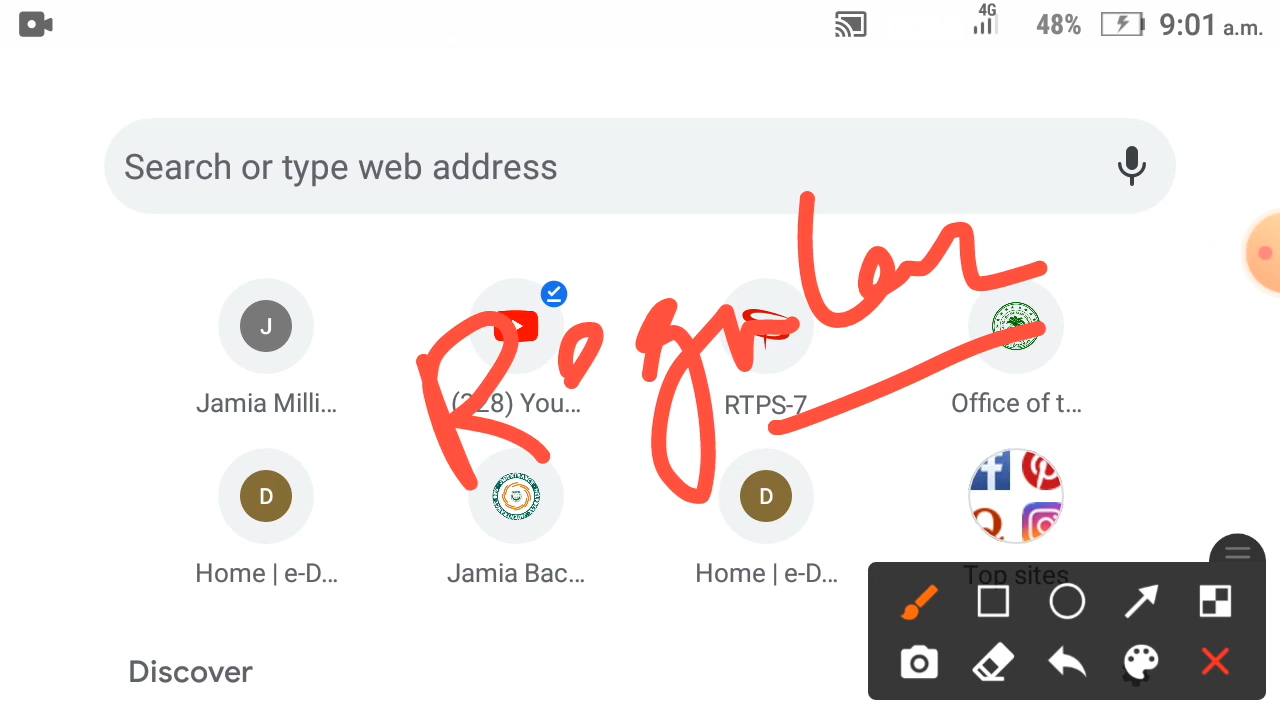 4G
48% 9:01 a.m.
Search or type web address
Regular
J
Jamia Milli... (328) You... RTPS-7 Office of t...
D D
Home | e-D... Jamia Bac... Home | e-D... Top sites
Discover